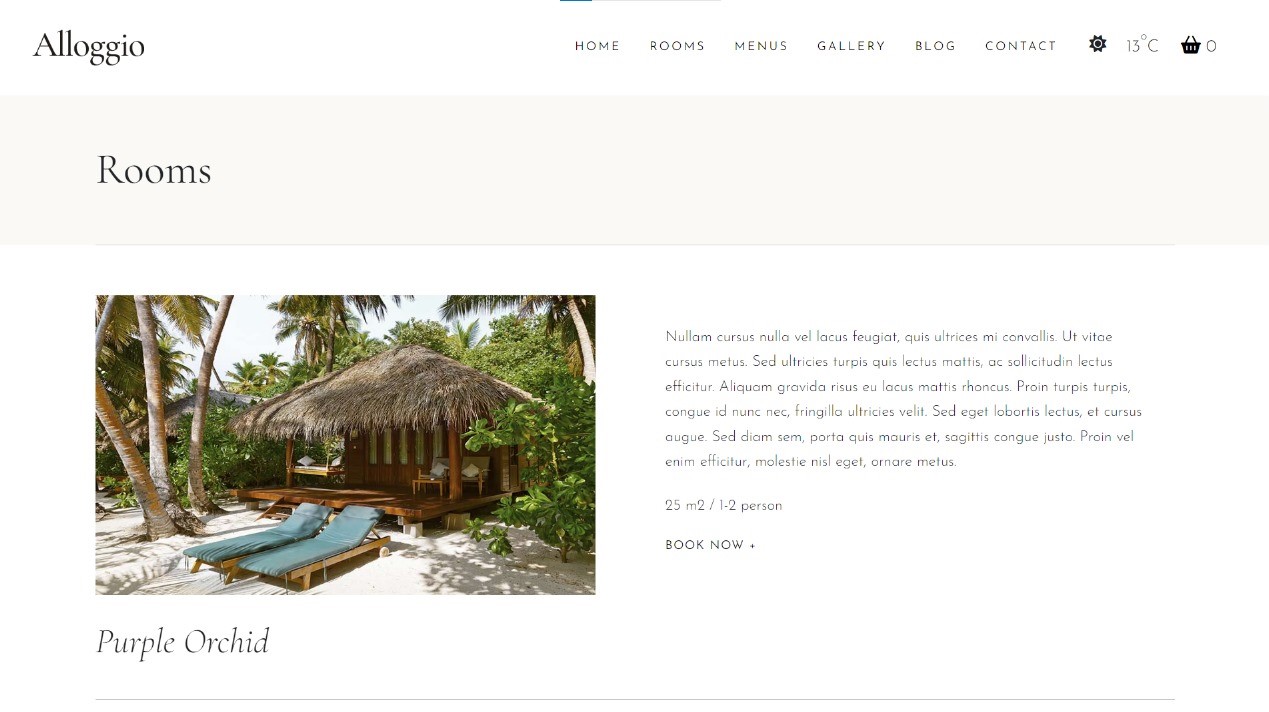 Alloggio
HOME ROOMS MENUS GALLERY BLOG CONTACT 13°C 0
Rooms
Nullam cursus nulla vel lacus feugiat, quis ultrices mi convallis. Ut vitae
cursus metus. Sed ultricies turpis quis lectus mattis, ac sollicitudin lectus
efficitur. Aliquam gravida risus eu lacus mattis rhoncus. Proin turpis turpis,
congue id nunc nec, fringilla ultricies velit. Sed eget lobortis lectus, et cursus
augue. Sed diam sem, porta quis mauris et, sagittis congue justo. Proin vel
enim efficitur, molestie nisl eget, ornare metus.
25 m2 / 1-2 person
BOOK NOW +
Purple Orchid